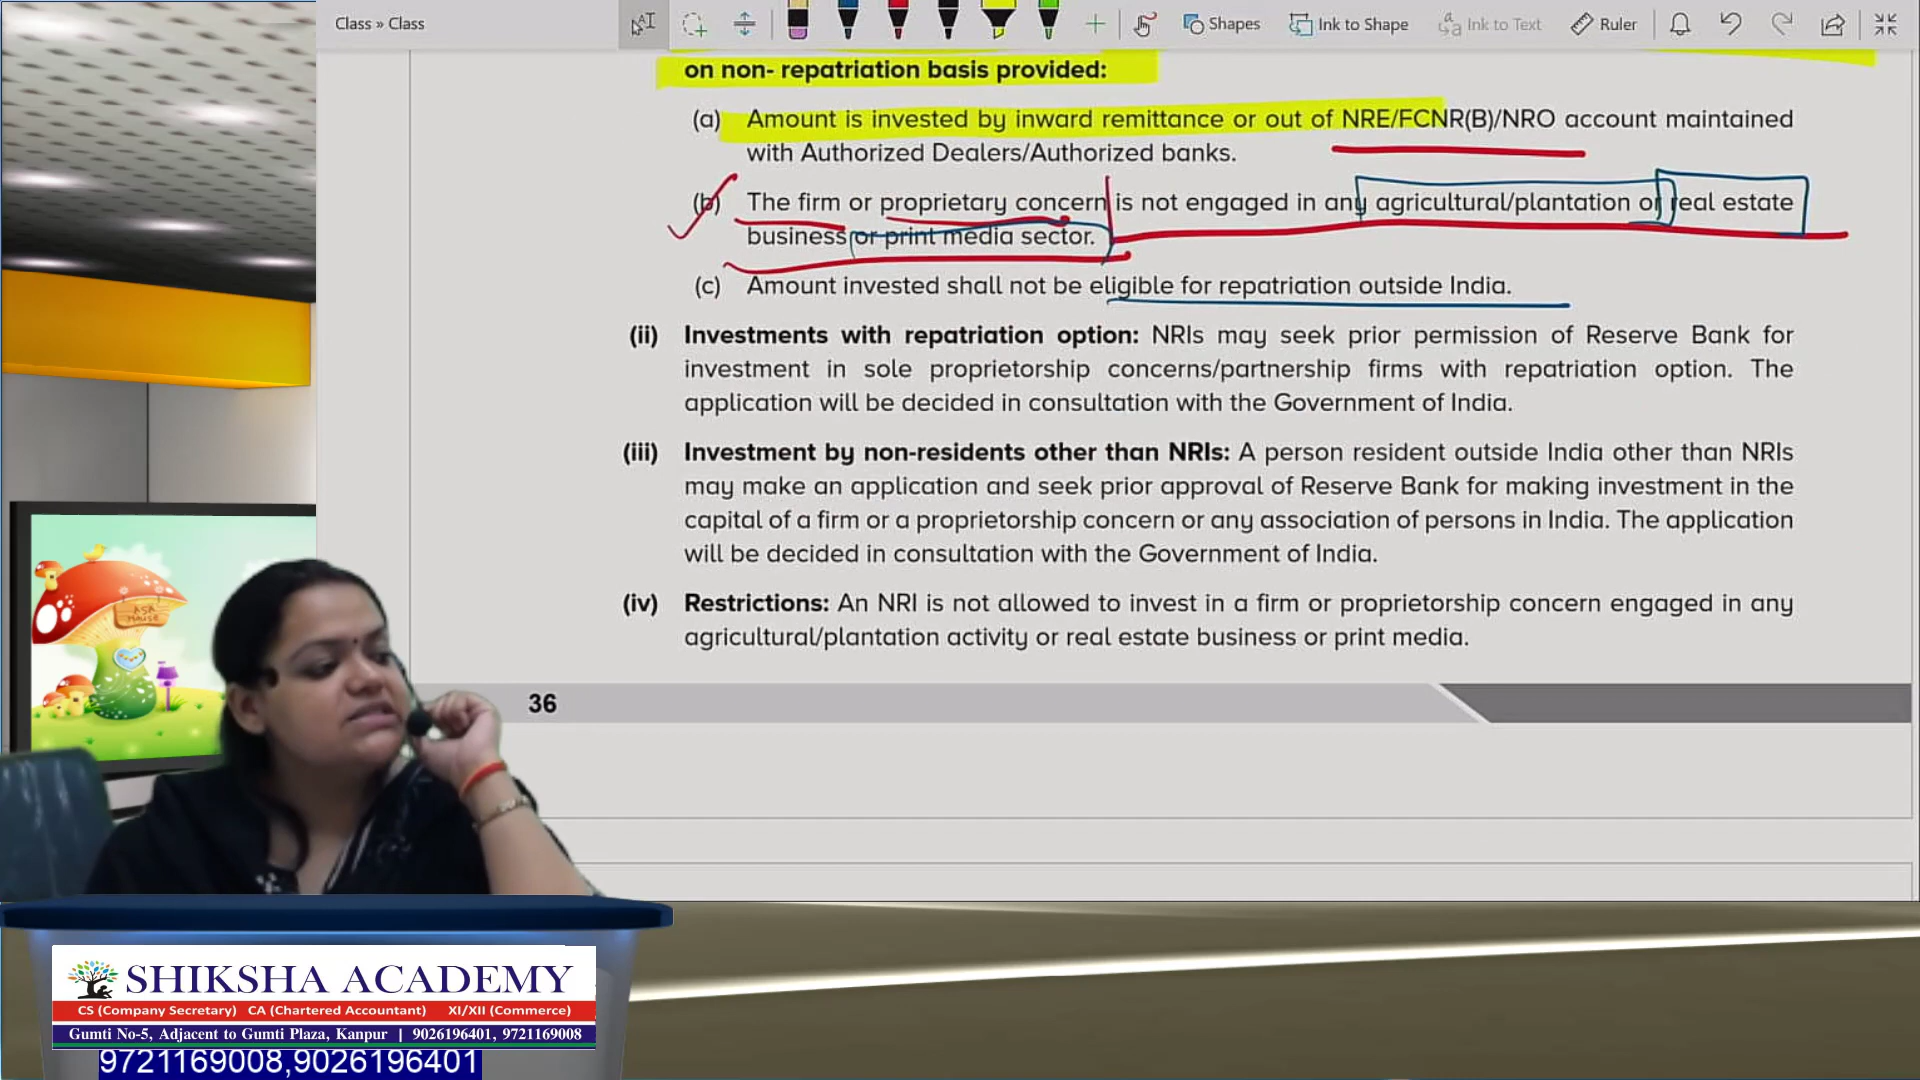 Class » Class
Shapes
Ink to Shape
Ink to Text
Ruler
on non- repatriation basis provided:
(a) Amount is invested by inward remittance or out of NRE/FCNR(B)/NRO account maintained
with Authorized Dealers/Authorized banks.
(b) The firm or proprietary concern is not engaged in any agricultural/plantation or real estate
business or print media sector.
(c) Amount invested shall not be eligible for repatriation outside India.
(ii) Investments with repatriation option: NRIs may seek prior permission of Reserve Bank for
investment in sole proprietorship concerns/partnership firms with repatriation option. The
application will be decided in consultation with the Government of India.
(iii) Investment by non-residents other than NRIs: A person resident outside India other than NRIs
may make an application and seek prior approval of Reserve Bank for making investment in the
capital of a firm or a proprietorship concern or any association of persons in India. The application
will be decided in consultation with the Government of India.
(iv) Restrictions: An NRI is not allowed to invest in a firm or proprietorship concern engaged in any
agricultural/plantation activity or real estate business or print media.
36
SHIKSHA ACADEMY
CS (Company Secretary) CA (Chartered Accountant) XI/XII (Commerce)
Gumti No-5, Adjacent to Gumti Plaza, Kanpur | 9026196401, 9721169008
9721169008,9026196401